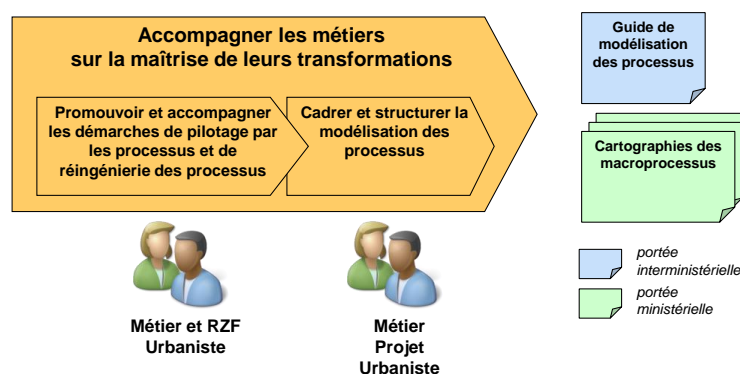 Accompagner les métiers
sur la maîtrise de leurs transformations
Promouvoir et accompagner
les démarches de pilotage par
les processus et de
réingénierie des processus
Cadrer et structurer la
modélisation des
processus
Métier et RZF
Urbaniste
Métier
Projet
Urbaniste
Guide de
modélisation
des processus
Cartographies des
macroprocessus
portée
interministérielle
portée
ministérielle